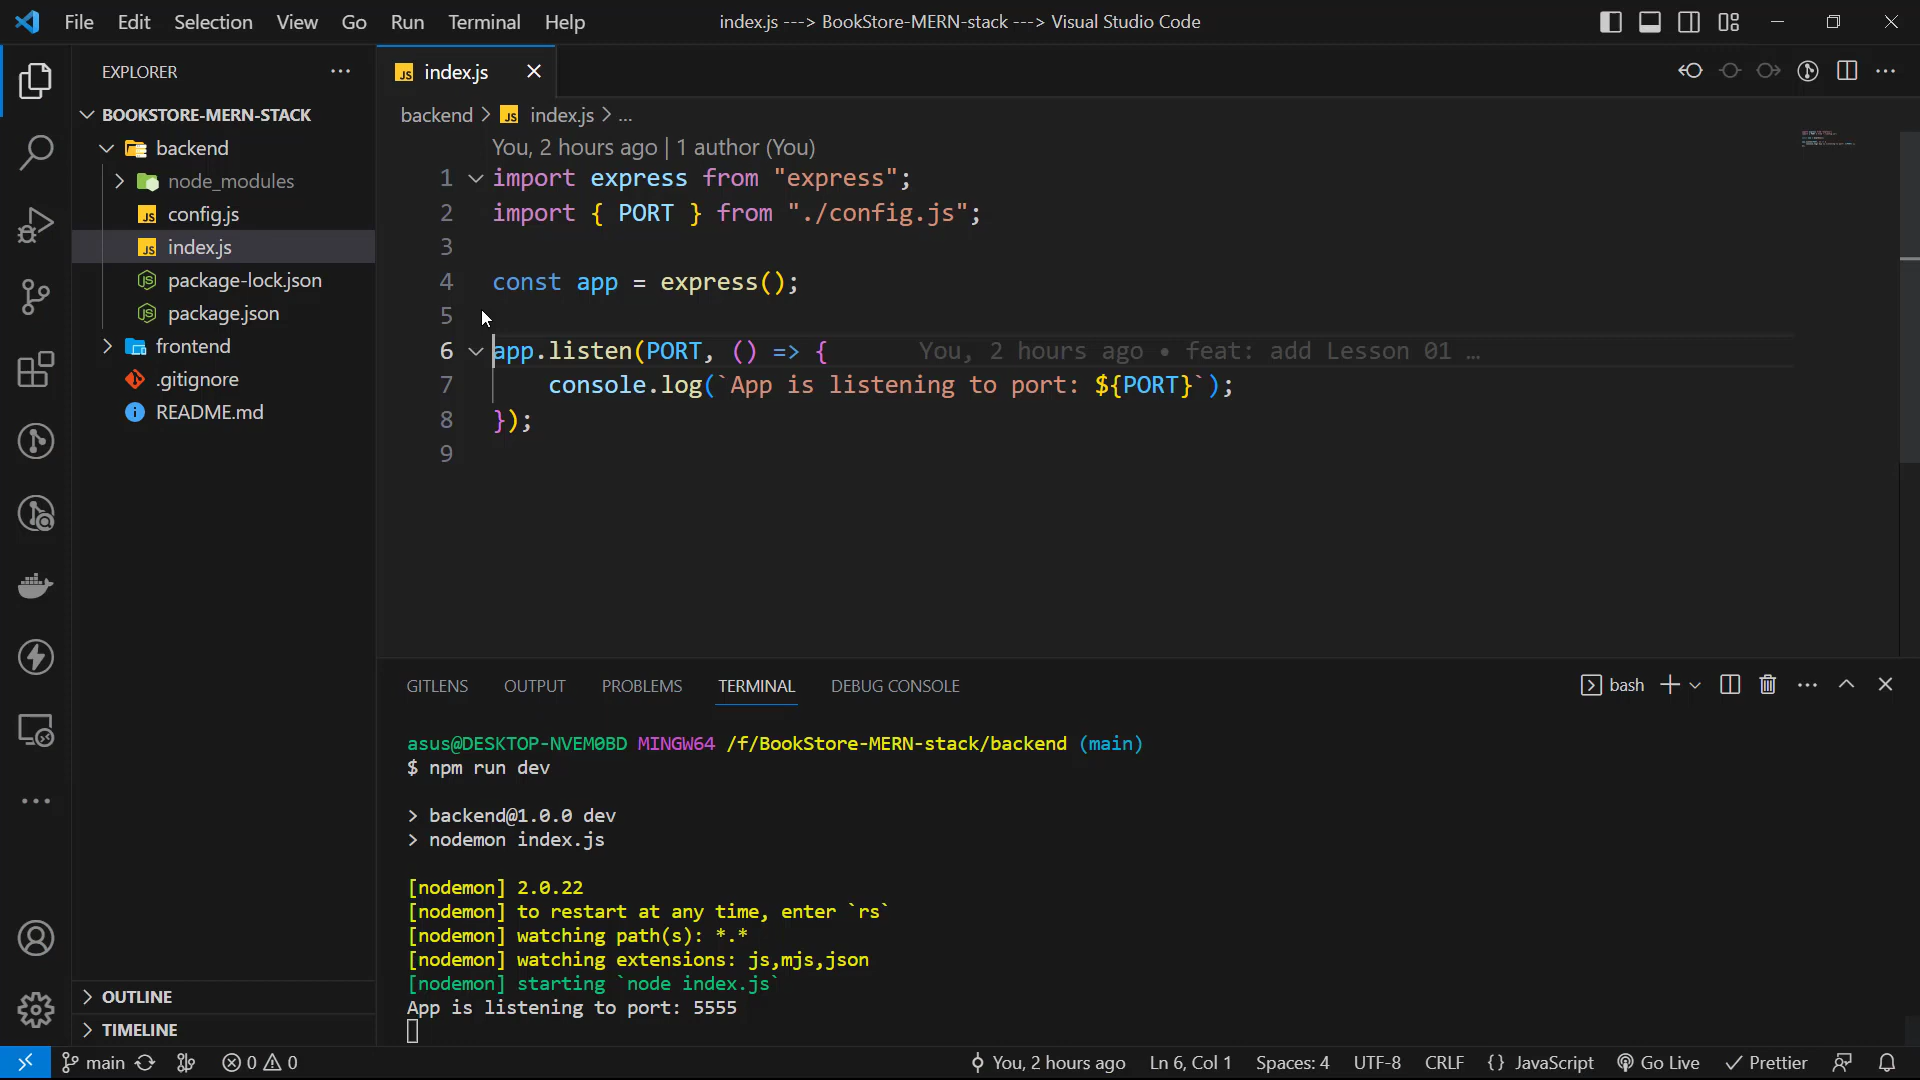 File Edit Selection View Go Run Terminal Help
index.js ---> BookStore-MERN-stack ---> Visual Studio Code
EXPLORER
BOOKSTORE-MERN-STACK
backend
node_modules
JS config.js
JS index.js
package-lock.json
package.json
frontend
.gitignore
README.md
OUTLINE
TIMELINE
JS index.js
backend > JS index.js > ...
You, 2 hours ago | 1 author (You)
1 import express from "express";
2 import { PORT } from "./config.js";
3
4 const app = express();
5
6 app.listen(PORT, () => { You, 2 hours ago • feat: add Lesson 01 …
7 console.log(`App is listening to port: ${PORT}`);
8 });
9
GITLENS OUTPUT PROBLEMS TERMINAL DEBUG CONSOLE
bash
asus@DESKTOP-NVEM0BD MINGW64 /f/BookStore-MERN-stack/backend (main)
$ npm run dev
> backend@1.0.0 dev
> nodemon index.js
[nodemon] 2.0.22
[nodemon] to restart at any time, enter `rs`
[nodemon] watching path(s): *.*
[nodemon] watching extensions: js,mjs,json
[nodemon] starting `node index.js`
App is listening to port: 5555
main 0 0 You, 2 hours ago Ln 6, Col 1 Spaces: 4 UTF-8 CRLF {} JavaScript Go Live Prettier